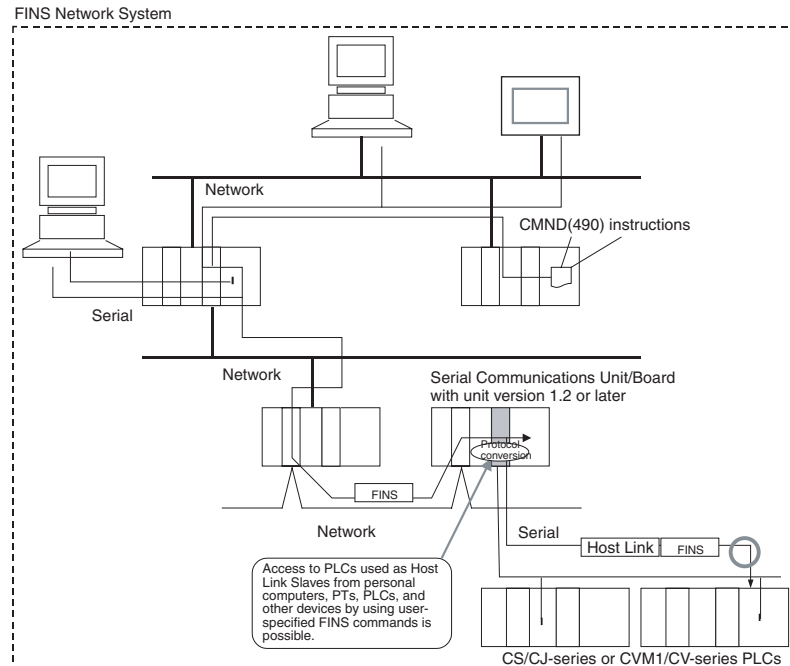 FINS Network System
Network
CMND(490) instructions
Serial
Network
Serial Communications Unit/Board
with unit version 1.2 or later
Protocol
conversion
FINS
Network
Serial
Host Link
FINS
Access to PLCs used as Host
Link Slaves from personal
computers, PTs, PLCs, and
other devices by using user-
specified FINS commands is
possible.
CS/CJ-series or CVM1/CV-series PLCs